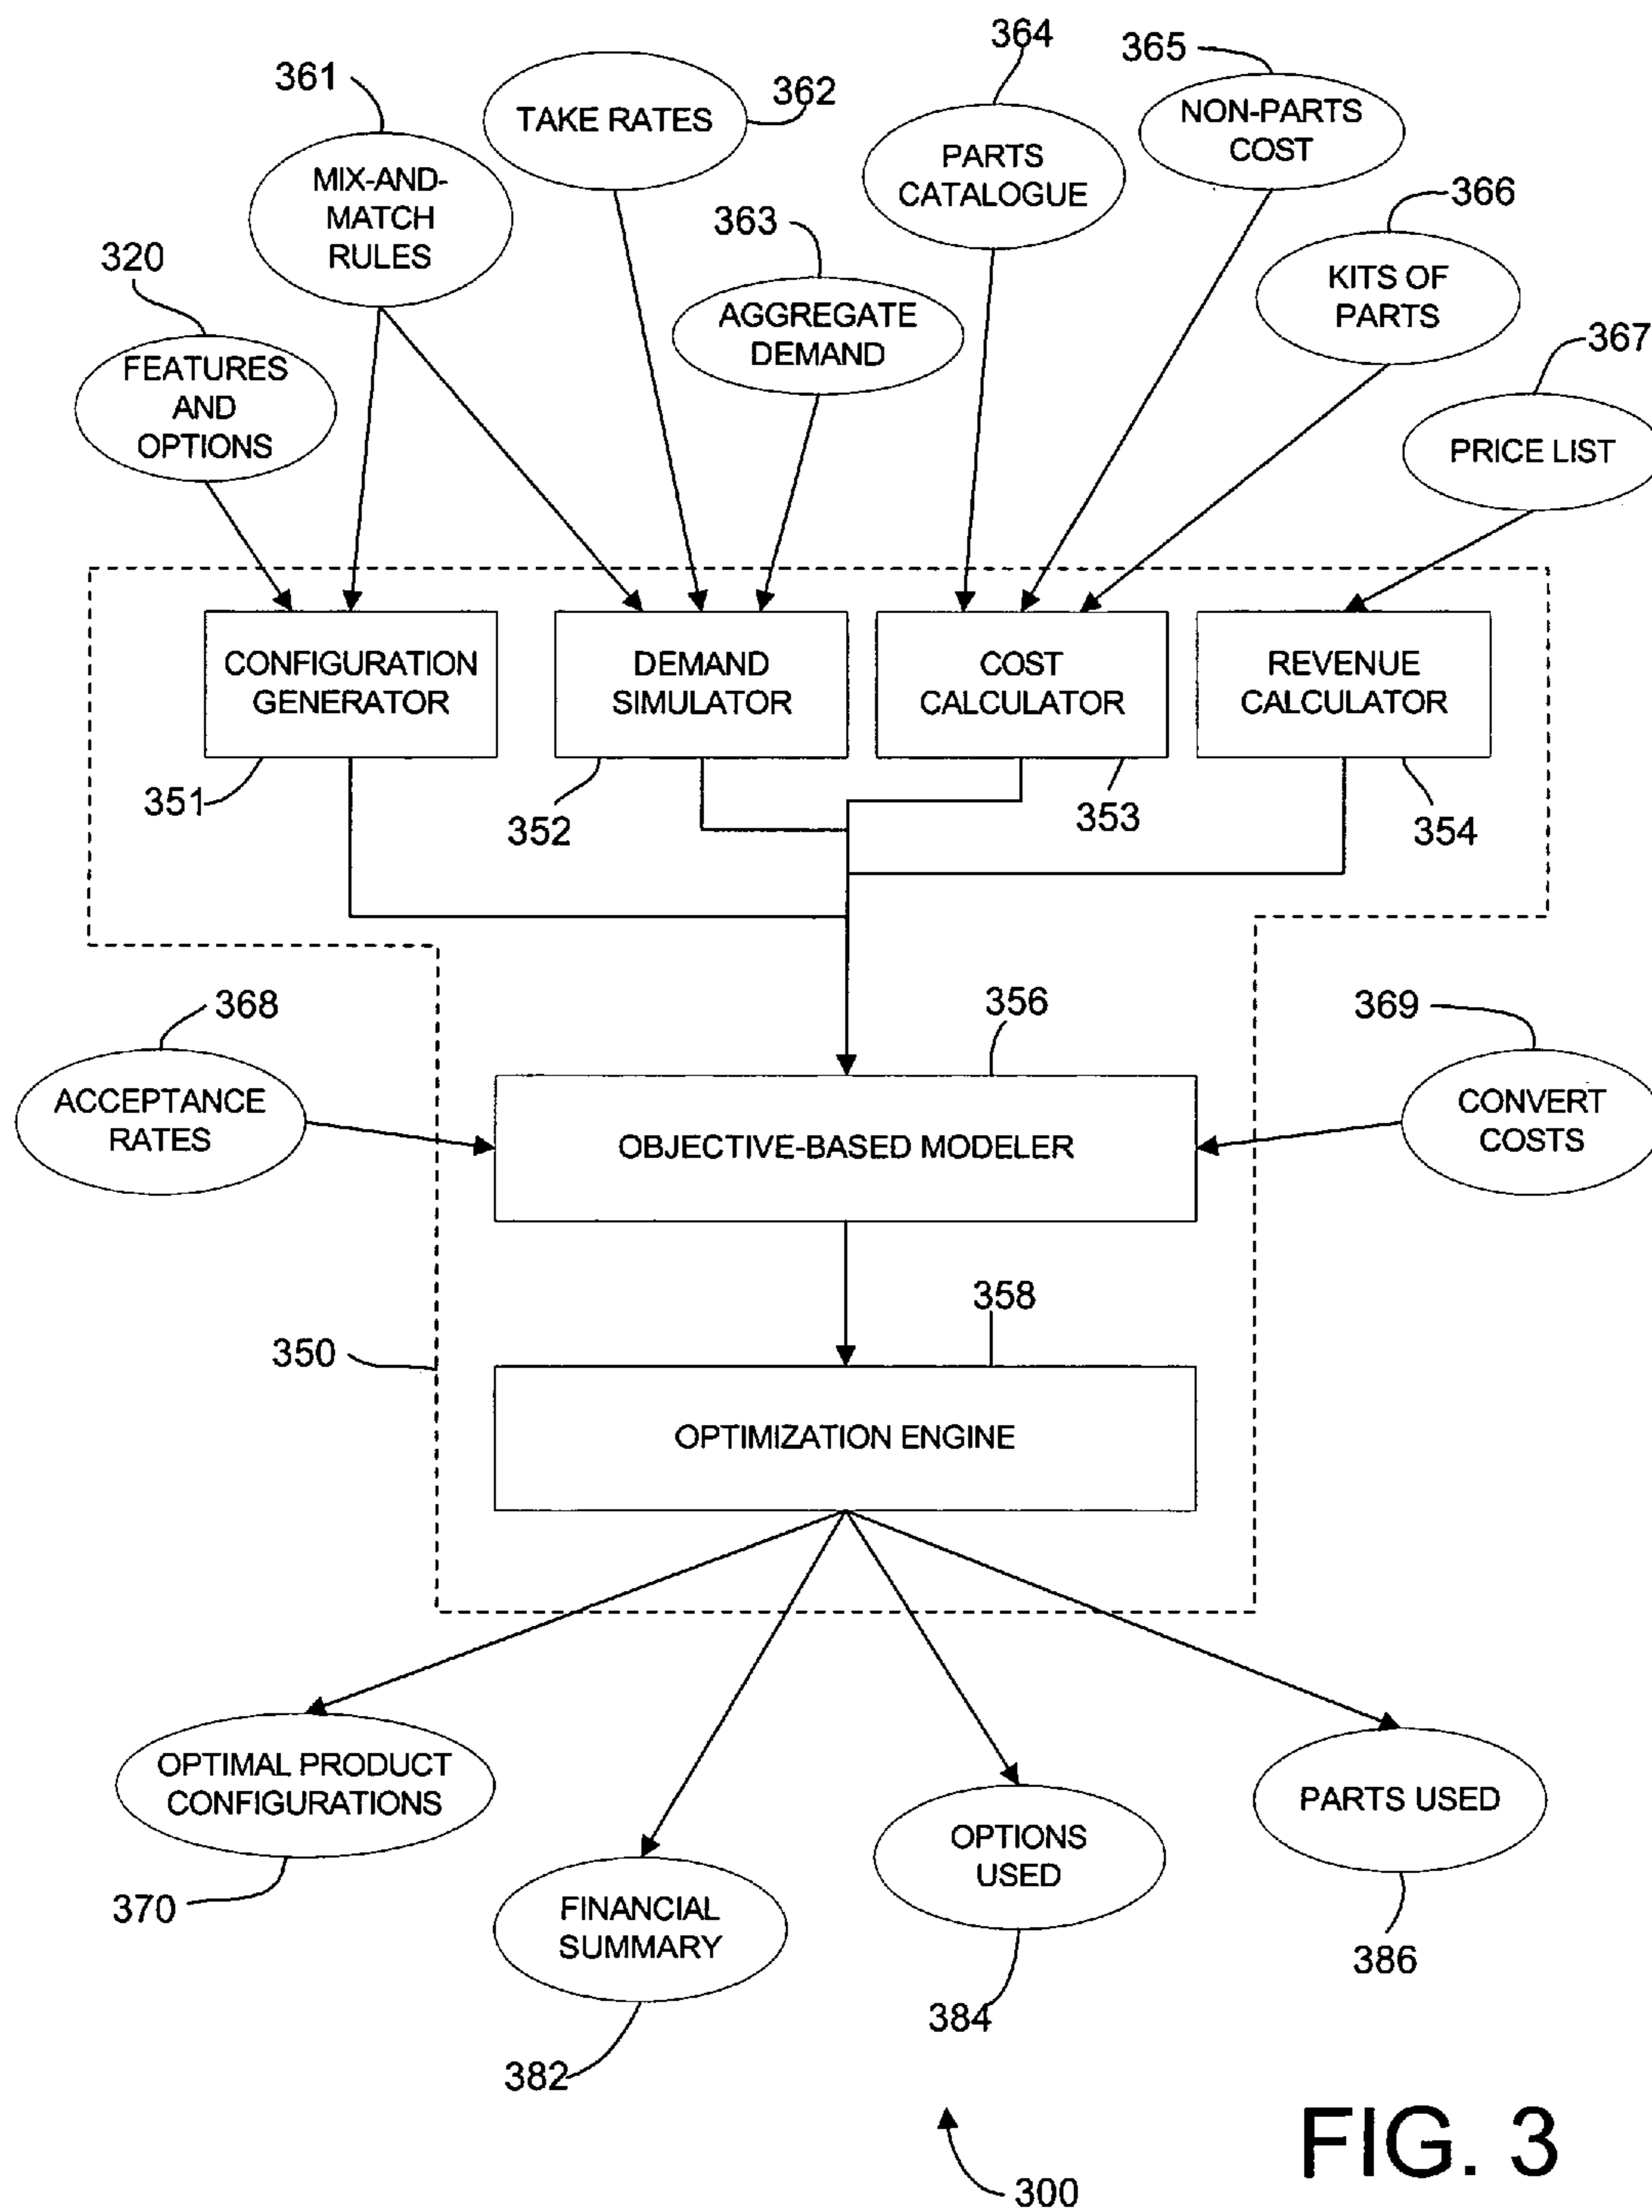 364
365
361
362
TAKE RATES
NON-PARTS
COST
PARTS
CATALOGUE
MIX-AND-
MATCH
RULES
366
363
320
KITS OF
PARTS
AGGREGATE
DEMAND
367
FEATURES
AND
OPTIONS
PRICE LIST
CONFIGURATION
GENERATOR
DEMAND
SIMULATOR
COST
CALCULATOR
REVENUE
CALCULATOR
351
352
353
354
368
356
369
ACCEPTANCE
RATES
OBJECTIVE-BASED MODELER
CONVERT
COSTS
358
350
OPTIMIZATION ENGINE
OPTIMAL PRODUCT
CONFIGURATIONS
PARTS USED
OPTIONS
USED
370
FINANCIAL
SUMMARY
386
384
382
300
FIG. 3